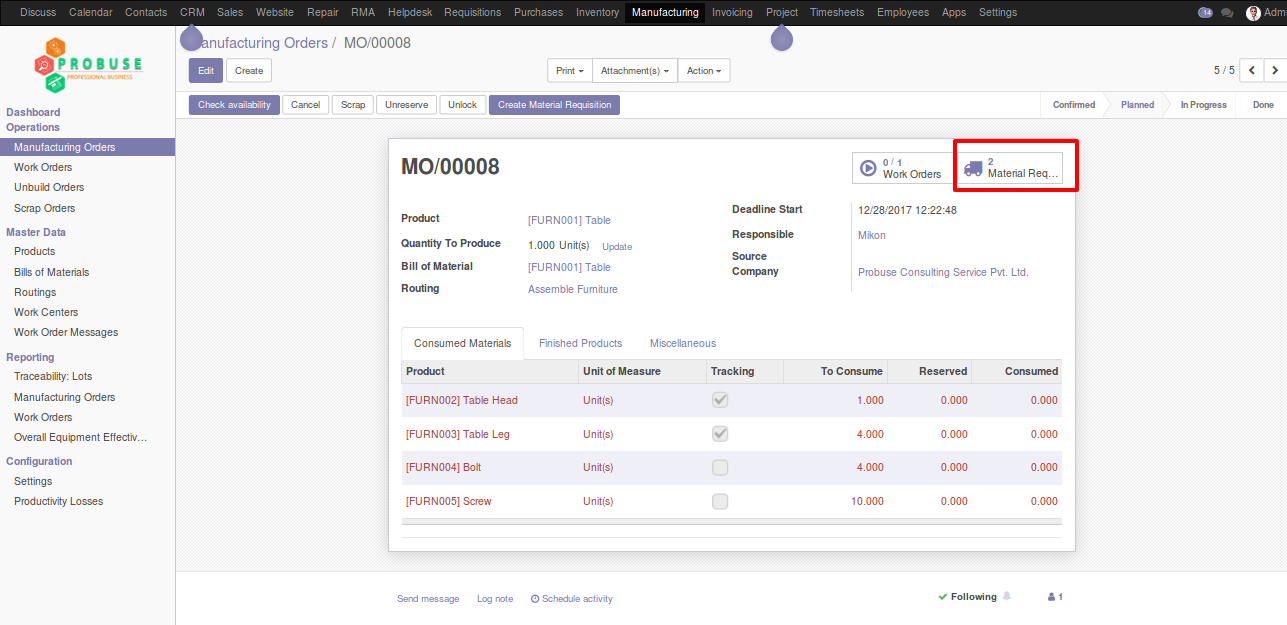 Discuss Calendar Contacts CRM Sales Website Repair RMA Helpdesk Requisitions Purchases Inventory Manufacturing Invoicing Project Timesheets Employees Apps Settings 14 Adm
PROBUSE
PROFESSIONAL BUSINESS
anufacturing Orders / MO/00008
Edit Create Print Attachment(s) Action 5 / 5
Check availability Cancel Scrap Unreserve Unlock Create Material Requisition Confirmed Planned In Progress Done
Dashboard
Operations
Manufacturing Orders
Work Orders
Unbuild Orders
Scrap Orders
Master Data
Products
Bills of Materials
Routings
Work Centers
Work Order Messages
Reporting
Traceability: Lots
Manufacturing Orders
Work Orders
Overall Equipment Effectiv...
Configuration
Settings
Productivity Losses
MO/00008
0 / 1
Work Orders
2
Material Req...
Product [FURN001] Table
Quantity To Produce 1.000 Unit(s) Update
Bill of Material [FURN001] Table
Routing Assemble Furniture
Deadline Start 12/28/2017 12:22:48
Responsible Mikon
Source
Company Probuse Consulting Service Pvt. Ltd.
Consumed Materials Finished Products Miscellaneous
Product Unit of Measure Tracking To Consume Reserved Consumed
[FURN002] Table Head Unit(s) 1.000 0.000 0.000
[FURN003] Table Leg Unit(s) 4.000 0.000 0.000
[FURN004] Bolt Unit(s) 4.000 0.000 0.000
[FURN005] Screw Unit(s) 10.000 0.000 0.000
Send message Log note Schedule activity Following 1